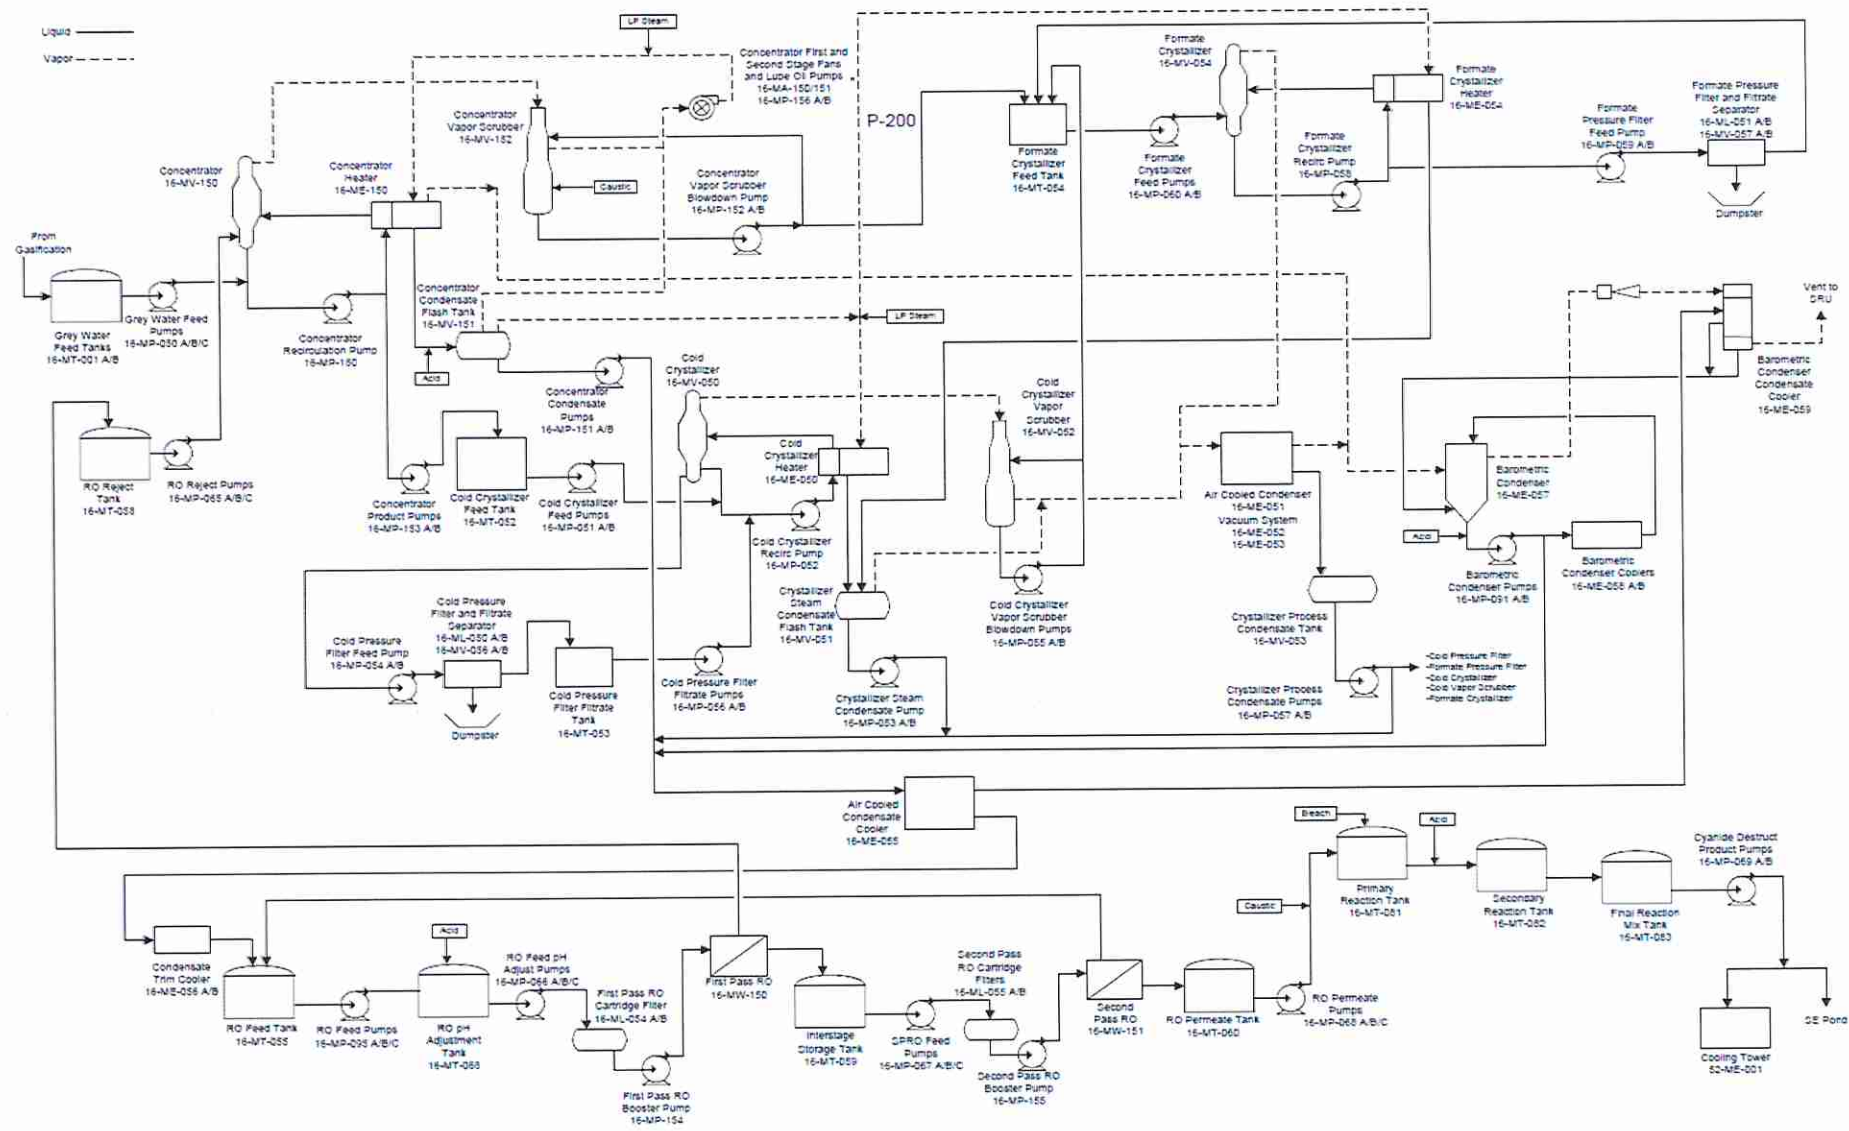 Liquid
Vapor
LP Steam
Concentrator First and
Second Stage Fans
and Lube Oil Pumps
16-MA-150/151
16-MP-156 A/B
Concentrator
Vapor Scrubber
16-MV-152
Caustic
Concentrator
Vapor Scrubber
Blowdown Pump
16-MP-152 A/B
P-200
Concentrator
16-MV-150
Concentrator
Heater
16-ME-150
From
Gasification
Grey Water
Feed Tanks
16-MT-001 A/B
Grey Water Feed
Pumps
16-MP-050 A/B/C
Concentrator
Recirculation Pump
16-MP-150
Concentrator
Condensate
Flash Tank
16-MV-151
Acid
Concentrator
Condensate
Pumps
16-MP-151 A/B
LP Steam
Formate
Crystallizer
Feed Tank
16-MT-054
Formate
Crystallizer
16-MV-054
Formate
Crystallizer
Feed Pumps
16-MP-060 A/B
Formate
Crystallizer
Recirc Pump
16-MP-058
Formate
Crystallizer
Heater
16-ME-054
Formate
Pressure Filter
Feed Pump
16-MP-059 A/B
Formate Pressure
Filter and Filtrate
Separator
16-ML-051 A/B
16-MV-057 A/B
Dumpster
Vent to
SRU
Barometric
Condenser
Condensate
Cooler
16-ME-059
RO Reject
Tank
16-MT-058
RO Reject Pumps
16-MP-065 A/B/C
Concentrator
Product Pumps
16-MP-153 A/B
Cold Crystallizer
Feed Tank
16-MT-052
Cold Crystallizer
Feed Pumps
16-MP-051 A/B
Cold
Crystallizer
16-MV-050
Cold
Crystallizer
Heater
16-ME-050
Cold Crystallizer
Recirc Pump
16-MP-052
Cold
Crystallizer
Vapor
Scrubber
16-MV-052
Cold Crystallizer
Vapor Scrubber
Blowdown Pumps
16-MP-055 A/B
Air Cooled Condenser
16-ME-051
Vacuum System
16-ME-052
16-ME-053
Barometric
Condenser
16-ME-057
Acid
Barometric
Condenser Pumps
16-MP-091 A/B
Barometric
Condenser Coolers
16-ME-058 A/B
Cold Pressure
Filter Feed Pump
16-MP-054 A/B
Cold Pressure
Filter and Filtrate
Separator
16-ML-050 A/B
16-MV-056 A/B
Dumpster
Cold Pressure
Filter Filtrate
Tank
16-MT-053
Cold Pressure Filter
Filtrate Pumps
16-MP-056 A/B
Crystallizer
Steam
Condensate
Flash Tank
16-MV-051
Crystallizer Steam
Condensate Pump
16-MP-053 A/B
Crystallizer Process
Condensate Tank
16-MV-053
Crystallizer Process
Condensate Pumps
16-MP-057 A/B
-Cold Pressure Filter
-Formate Pressure Filter
-Cold Crystallizer
-Cold Vapor Scrubber
-Formate Crystallizer
Air Cooled
Condensate
Cooler
16-ME-055
Condensate
Trim Cooler
16-ME-056 A/B
RO Feed Tank
16-MT-055
RO Feed Pumps
16-MP-095 A/B/C
Acid
RO pH
Adjustment
Tank
16-MT-068
RO Feed pH
Adjust Pumps
16-MP-066 A/B/C
First Pass RO
Cartridge Filter
16-ML-054 A/B
First Pass RO
Booster Pump
16-MP-154
First Pass RO
16-MW-150
Interstage
Storage Tank
16-MT-059
SPRO Feed
Pumps
16-MP-067 A/B/C
Second Pass
RO Cartridge
Filters
16-ML-055 A/B
Second Pass RO
Booster Pump
16-MP-155
Second
Pass RO
16-MW-151
RO Permeate Tank
16-MT-060
RO Permeate
Pumps
16-MP-068 A/B/C
Caustic
Bleach
Primary
Reaction Tank
16-MT-081
Acid
Secondary
Reaction Tank
16-MT-082
Final Reaction
Mix Tank
16-MT-083
Cyanide Destruct
Product Pumps
16-MP-069 A/B
Cooling Tower
52-ME-001
SE Pond